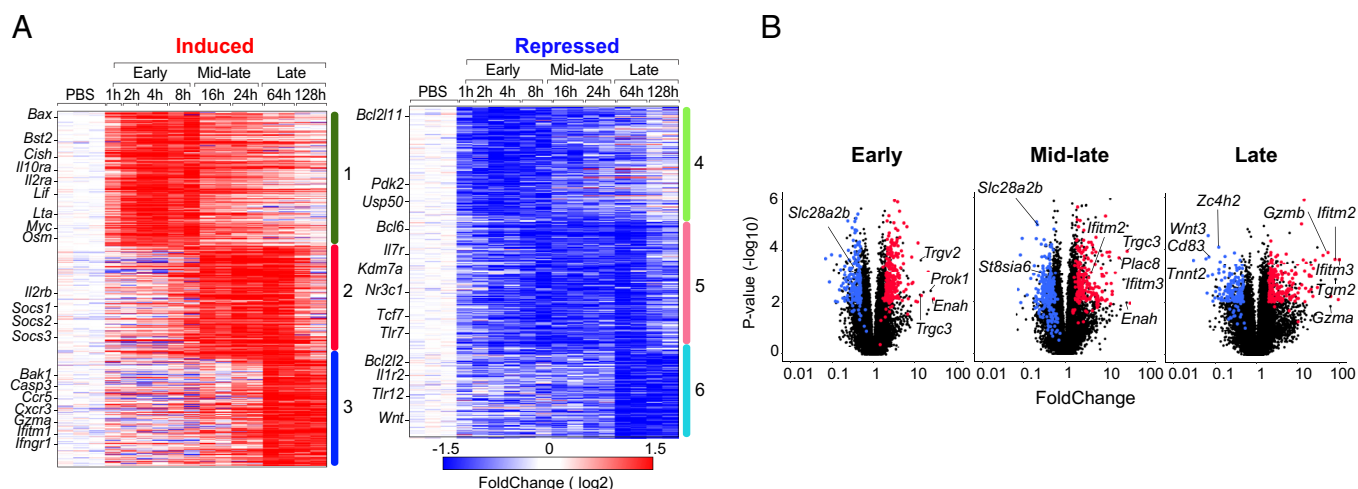 A
Induced
Early Mid-late Late
PBS 1h 2h 4h 8h 16h 24h 64h 128h
Bax
Bst2
Cish
Il10ra
Il2ra
Lif
Lta
Myc
Osm
Il2rb
Socs1
Socs2
Socs3
Bak1
Casp3
Ccr5
Cxcr3
Gzma
Ifitm1
Ifngr1
1
2
3
Repressed
Early Mid-late Late
PBS 1h 2h 4h 8h 16h 24h 64h 128h
Bcl2l11
Pdk2
Usp50
Bcl6
Il7r
Kdm7a
Nr3c1
Tcf7
Tlr7
Bcl2l2
Il1r2
Tlr12
Wnt
4
5
6
-1.5 0 1.5
FoldChange ( log2)
B
P-value (-log10)
6
4
2
0
Early
Slc28a2b
Trgv2
Prok1
Enah
Trgc3
0.01 0.1 1 10 100
Mid-late
Slc28a2b
Ifitm2
Trgc3
St8sia6
Plac8
Ifitm3
Enah
0.01 0.1 1 10 100
Late
Zc4h2
Gzmb Ifitm2
Wnt3
Cd83
Tnnt2
Ifitm3
Tgm2
Gzma
0.01 0.1 1 10 100
FoldChange